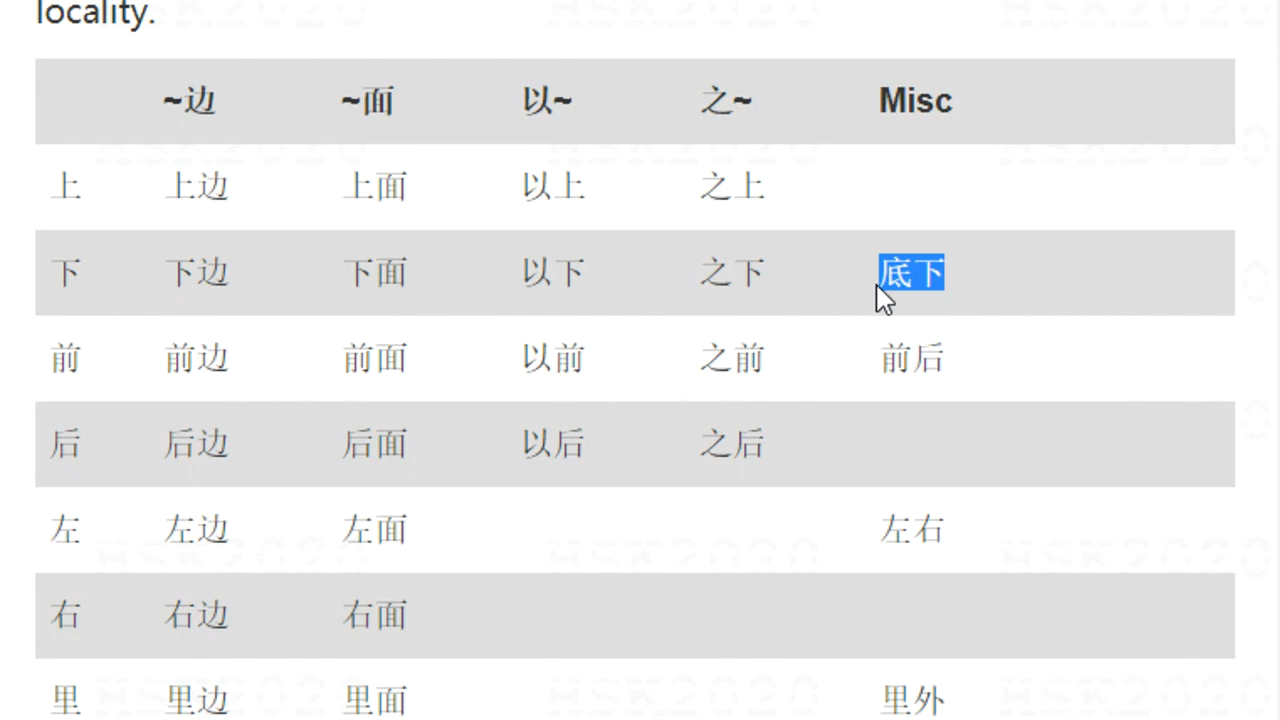 locality.
~边 ~面 以~ 之~ Misc
上 上边 上面 以上 之上
下 下边 下面 以下 之下 底下
前 前边 前面 以前 之前 前后
后 后边 后面 以后 之后
左 左边 左面 左右
右 右边 右面
里 里边 里面 里外
HSK2020